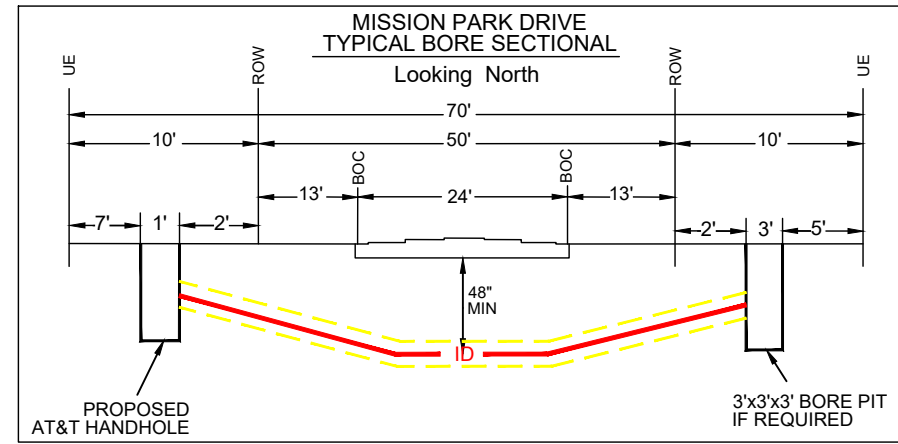 MISSION PARK DRIVE
TYPICAL BORE SECTIONAL
Looking North
UE
ROW
ROW
UE
70'
10'
50'
10'
BOC
BOC
13'
24'
13'
7'
1'
2'
2'
3'
5'
48"
MIN
ID
PROPOSED
AT&T HANDHOLE
3'x3'x3' BORE PIT
IF REQUIRED